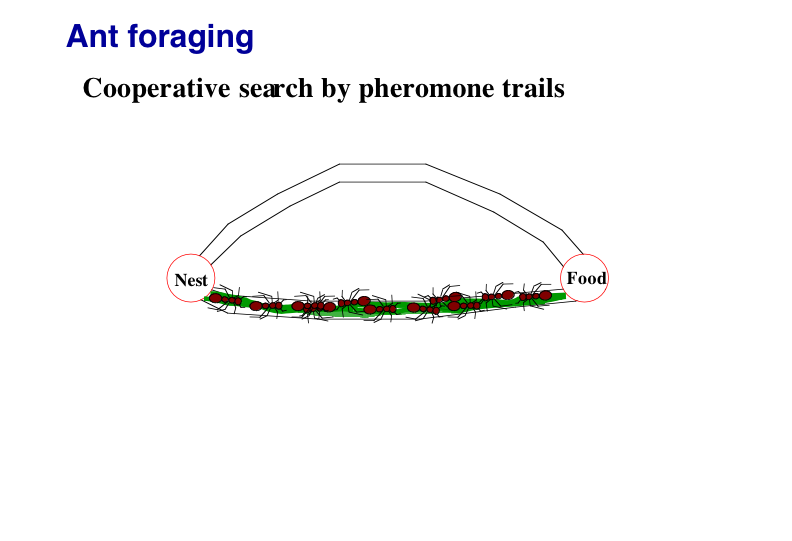 Ant foraging
Cooperative search by pheromone trails
Nest
Food